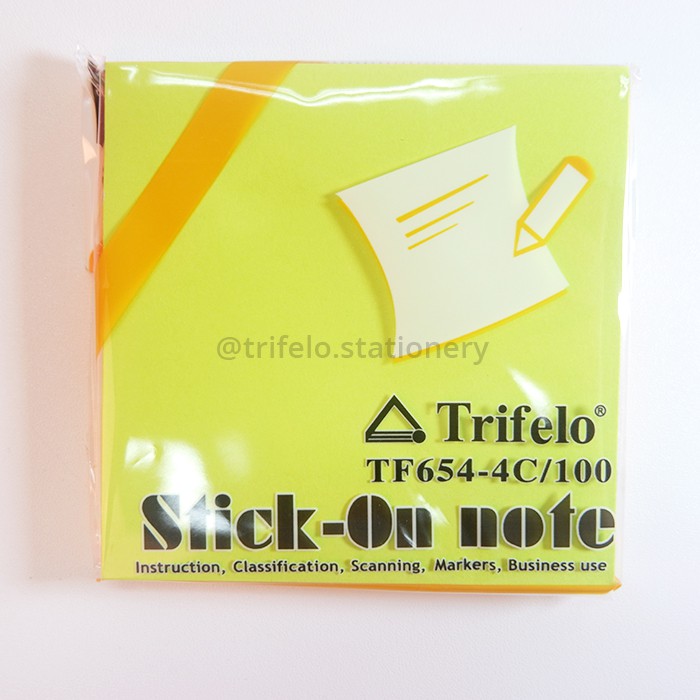 @trifelo.stationery
Trifelo®
TF654-4C/100
Stick-On note
Instruction, Classification, Scanning, Markers, Business use